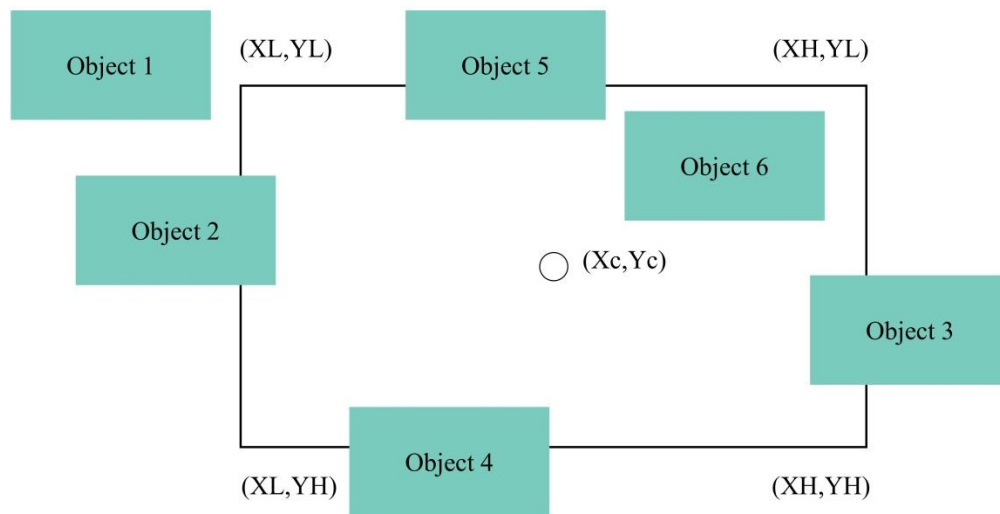 Object 1
(XL,YL)
Object 5
(XH,YL)
Object 6
Object 2
(Xc,Yc)
Object 3
Object 4
(XL,YH)
(XH,YH)